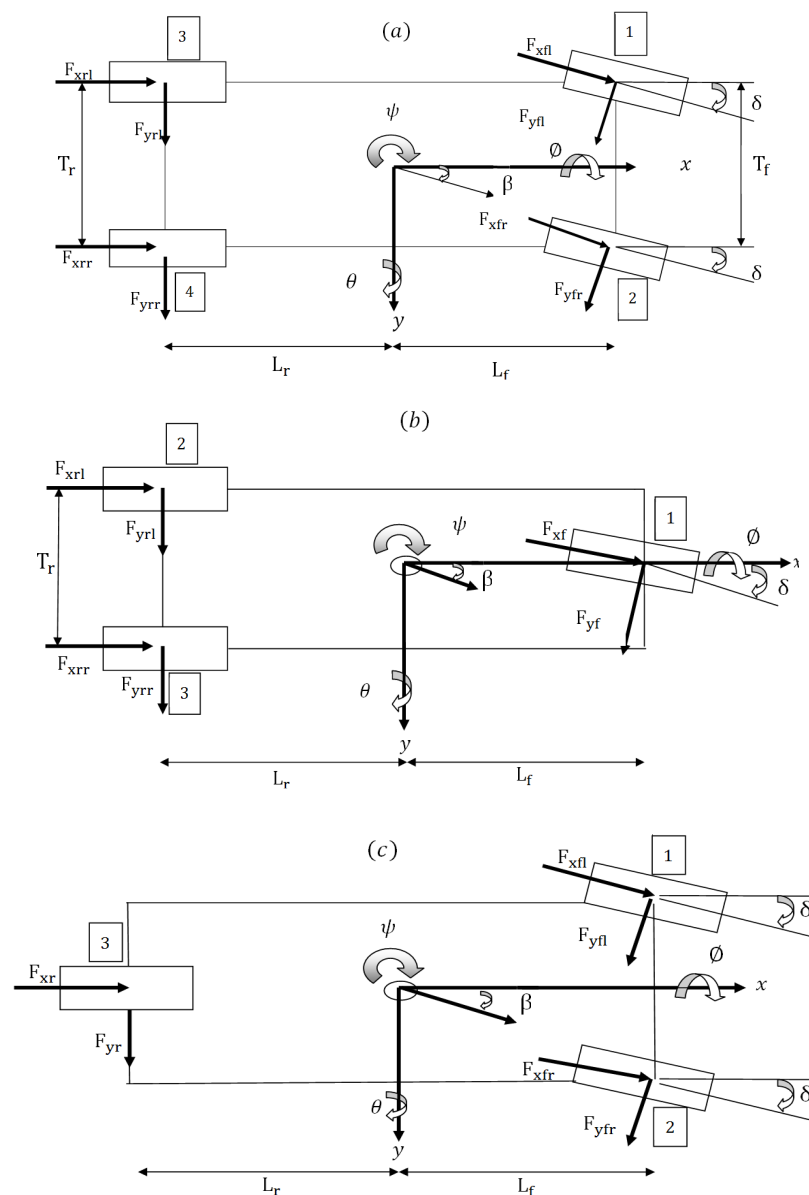 (a)
3
1
F_xrl
F_xfl
F_yrl
F_yfl
δ
ψ
Ø
T_r
β
x
T_f
F_xfr
F_xrr
F_yrr
4
θ
F_yfr
2
δ
y
L_r
L_f
(b)
2
1
F_xrl
F_xf
F_yrl
ψ
Ø
T_r
β
x
δ
F_yf
F_xrr
F_yrr
3
θ
y
L_r
L_f
(c)
1
F_xfl
3
ψ
F_yfl
δ
F_xr
Ø
β
x
F_yr
F_xfr
θ
δ
y
F_yfr
2
L_r
L_f